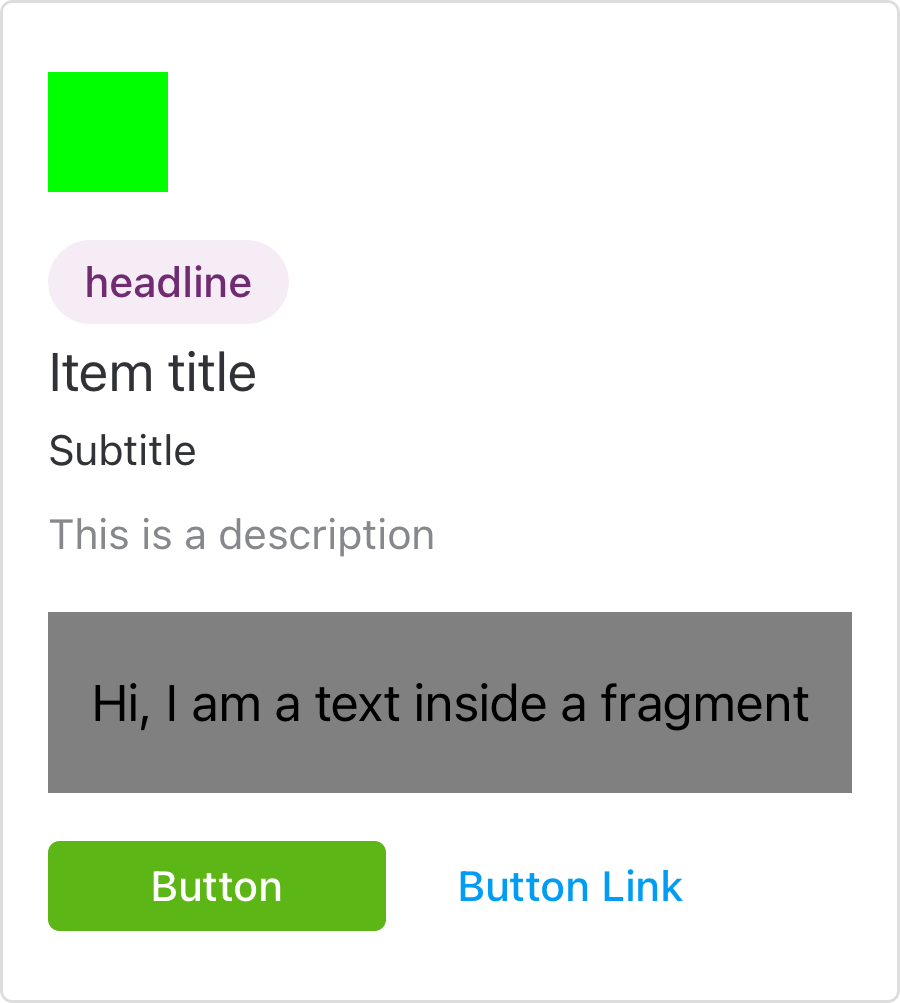 headline
Item title
Subtitle
This is a description
Hi, I am a text inside a fragment
Button
Button Link